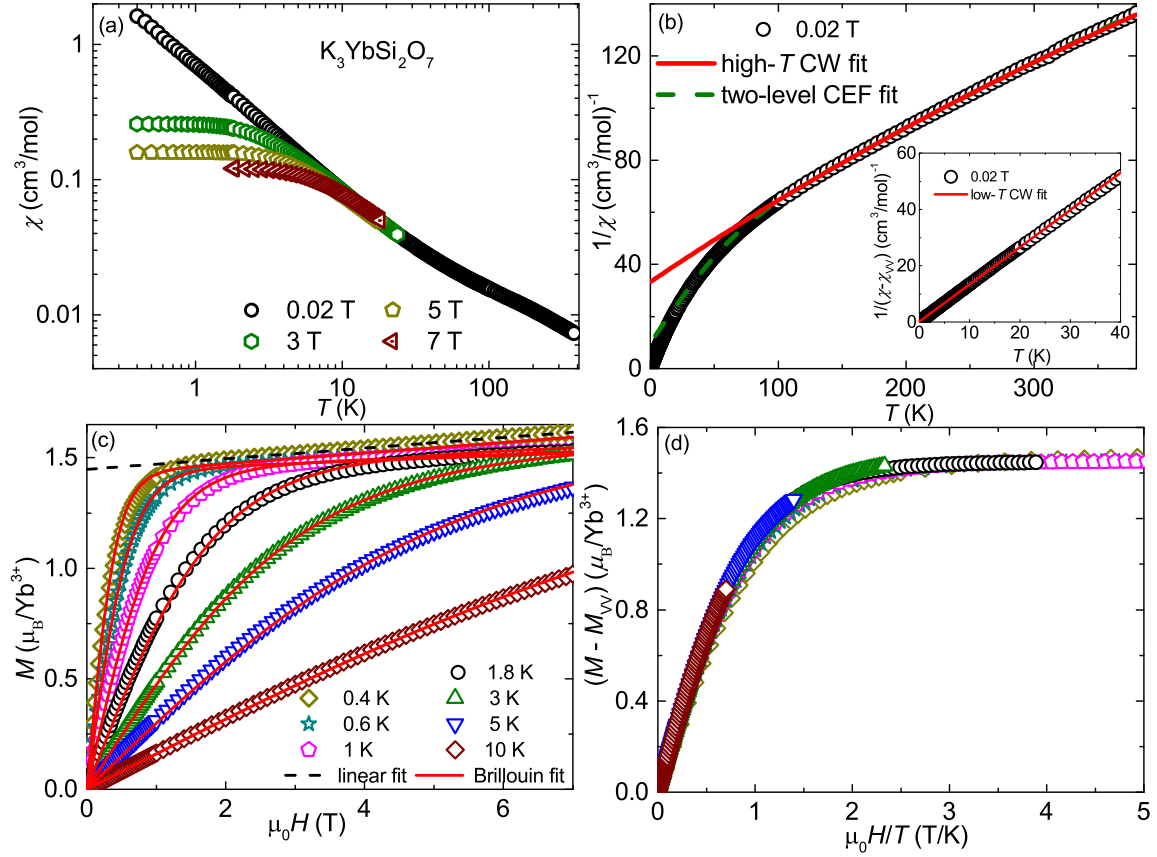 (a)
K₃YbSi₂O₇
χ (cm³/mol)
1
0.1
0.01
0.02 T
5 T
3 T
7 T
1
10
100
T (K)
(b)
0.02 T
high-T CW fit
two-level CEF fit
1/χ (cm³/mol)⁻¹
120
80
40
0
0
100
200
300
T (K)
60
40
20
0
0.02 T
low-T CW fit
1/(χ-χ_VV) (cm³/mol)⁻¹
0
10
20
30
40
T (K)
(c)
M (μ_B/Yb³⁺)
1.5
1.0
0.5
0.0
1.8 K
0.4 K
3 K
0.6 K
5 K
1 K
10 K
linear fit
Brillouin fit
0
2
4
6
μ₀H (T)
(d)
(M - M_VV) (μ_B/Yb³⁺)
1.6
1.2
0.8
0.4
0.0
0
1
2
3
4
5
μ₀H/T (T/K)